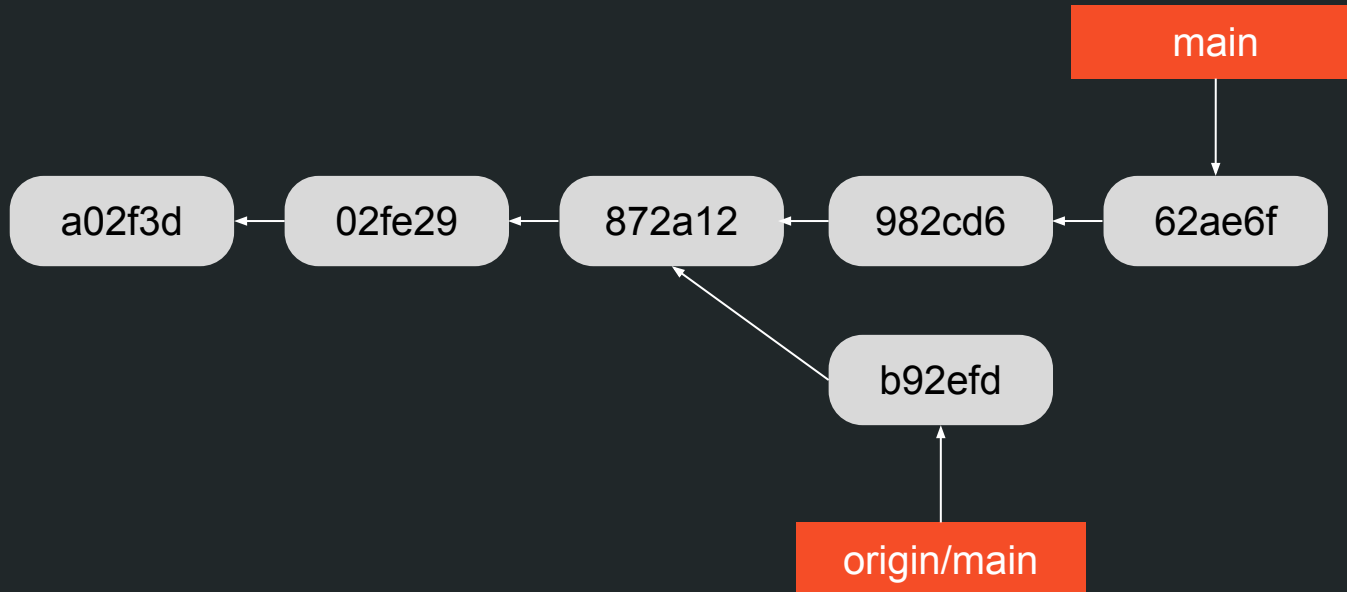 main
a02f3d
02fe29
872a12
982cd6
62ae6f
b92efd
origin/main